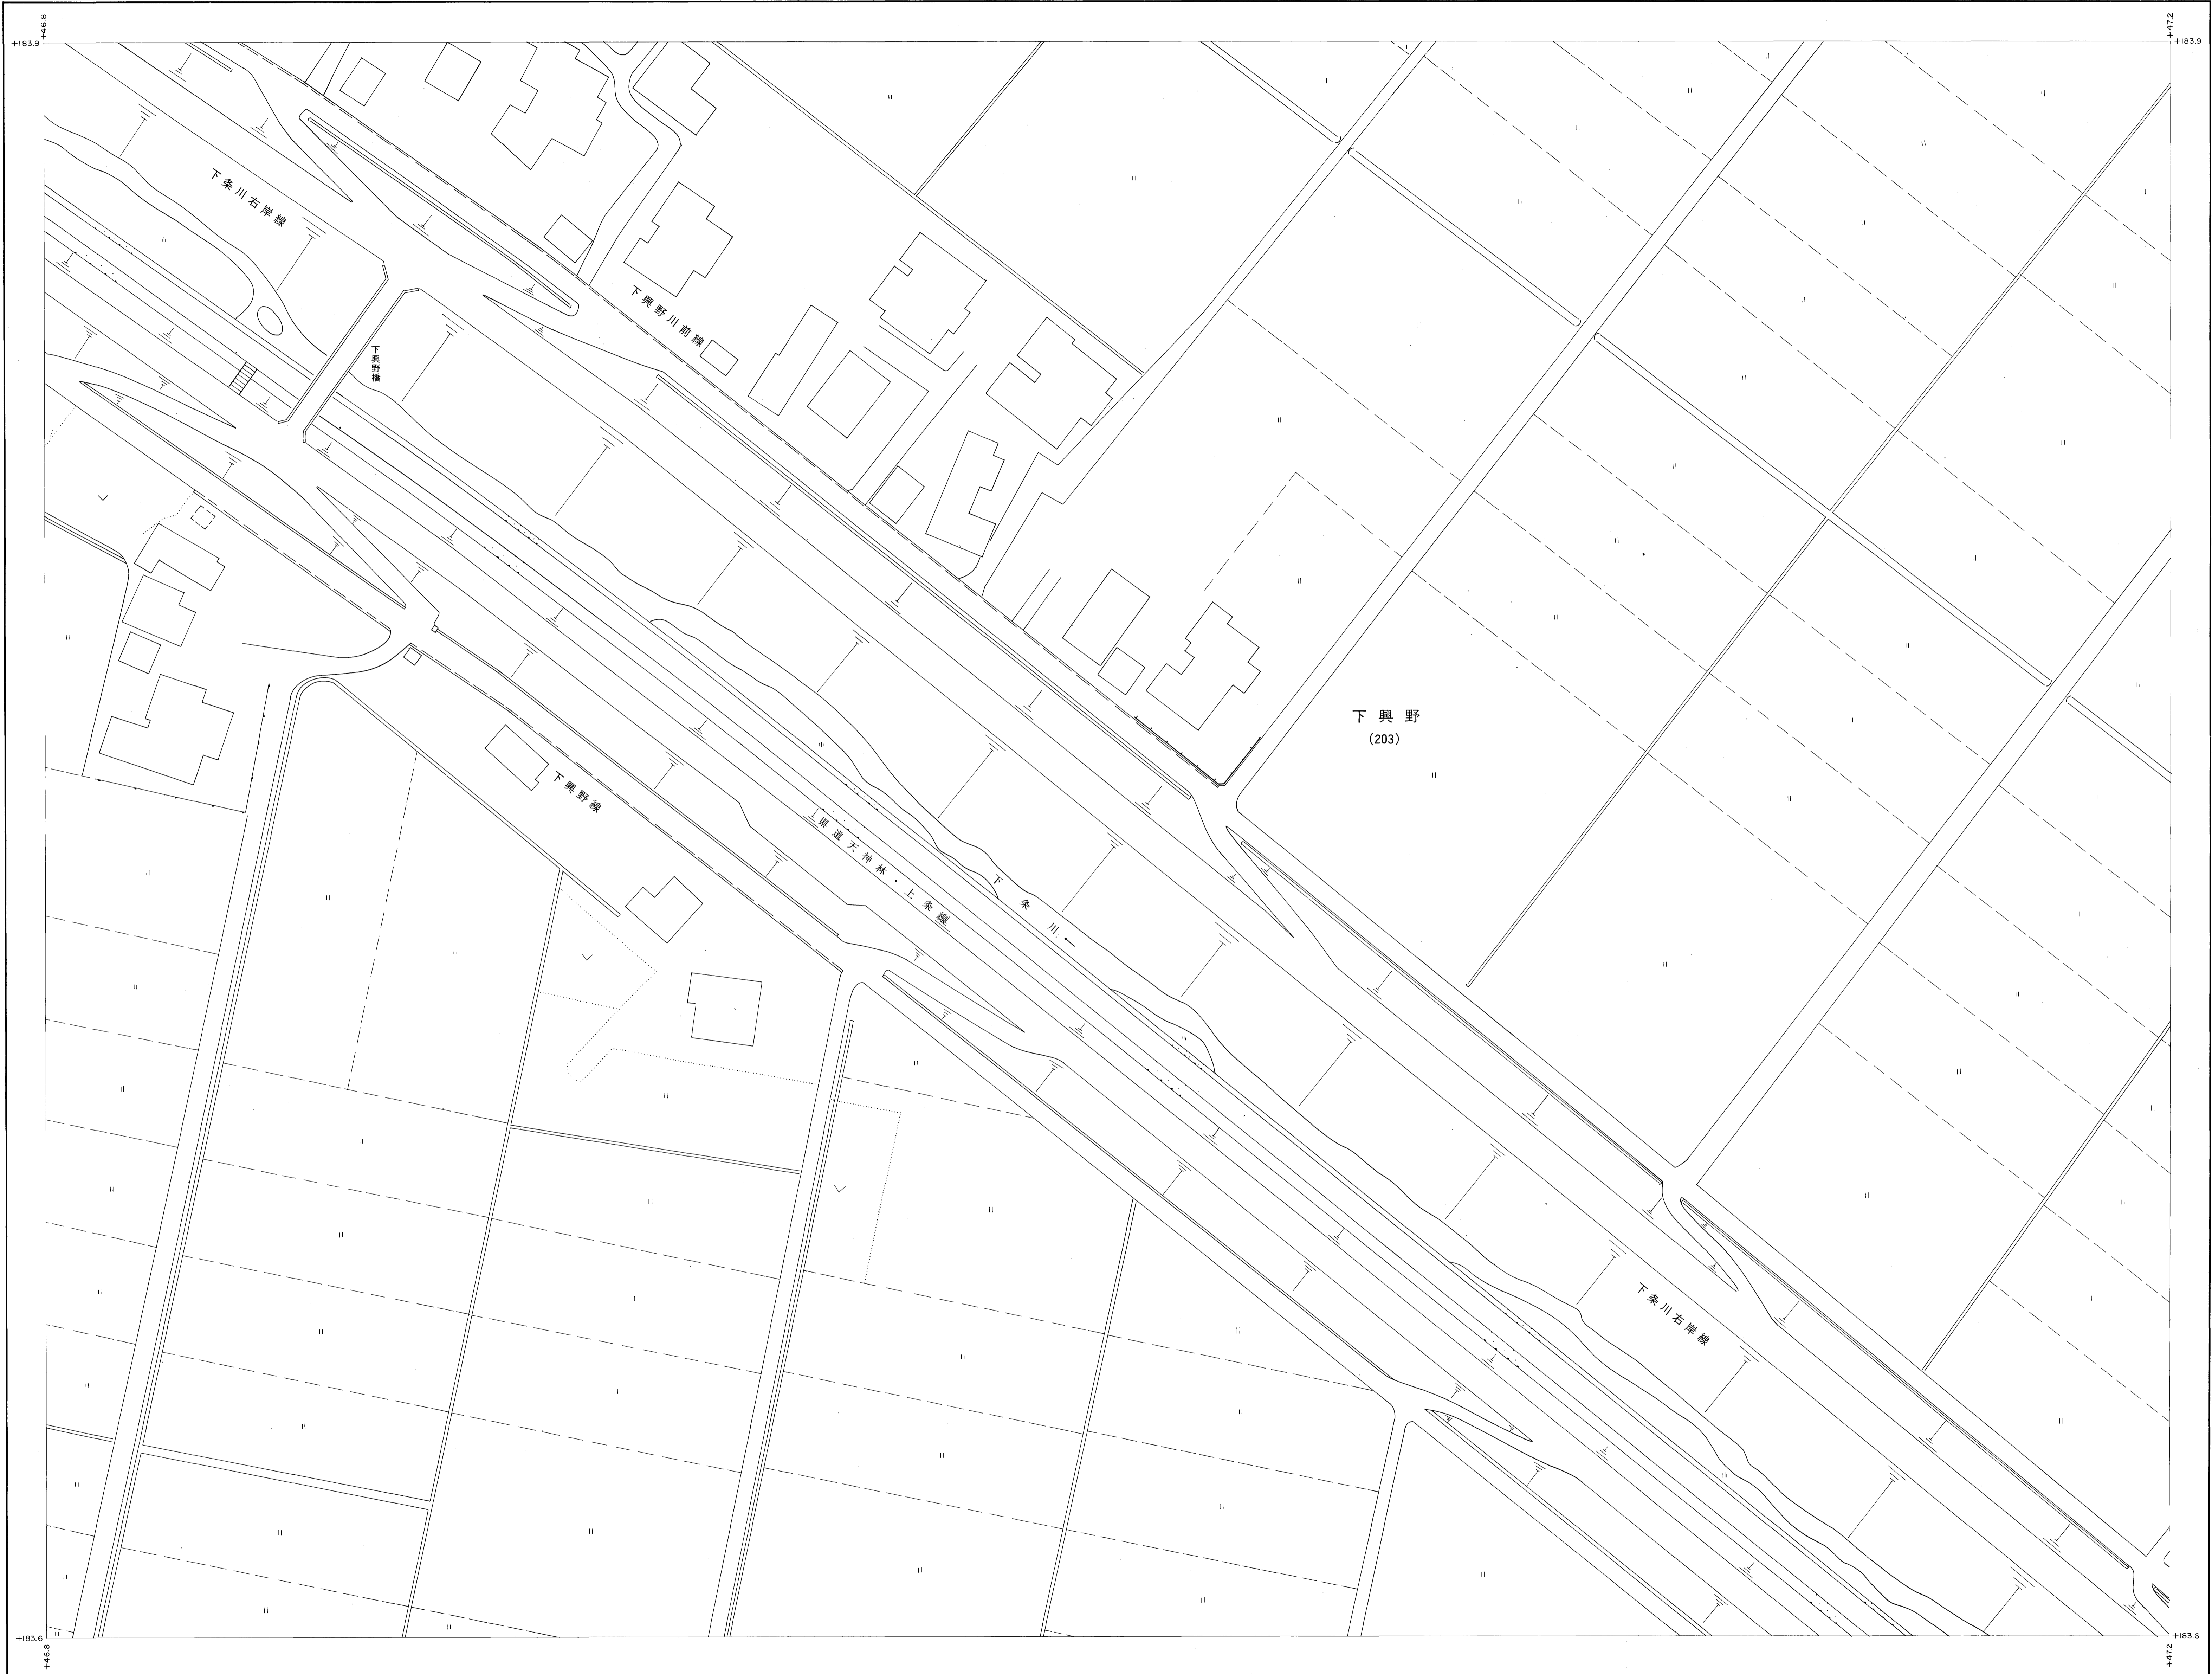 +46.8
+47.2
+183.9
+183.9
下条川右岸線
下興野川前線
下興野橋
下興野
(203)
下興野線
県道天神林・上条線
下条川
下条川右岸線
+183.6
+183.6
+46.8
+47.2